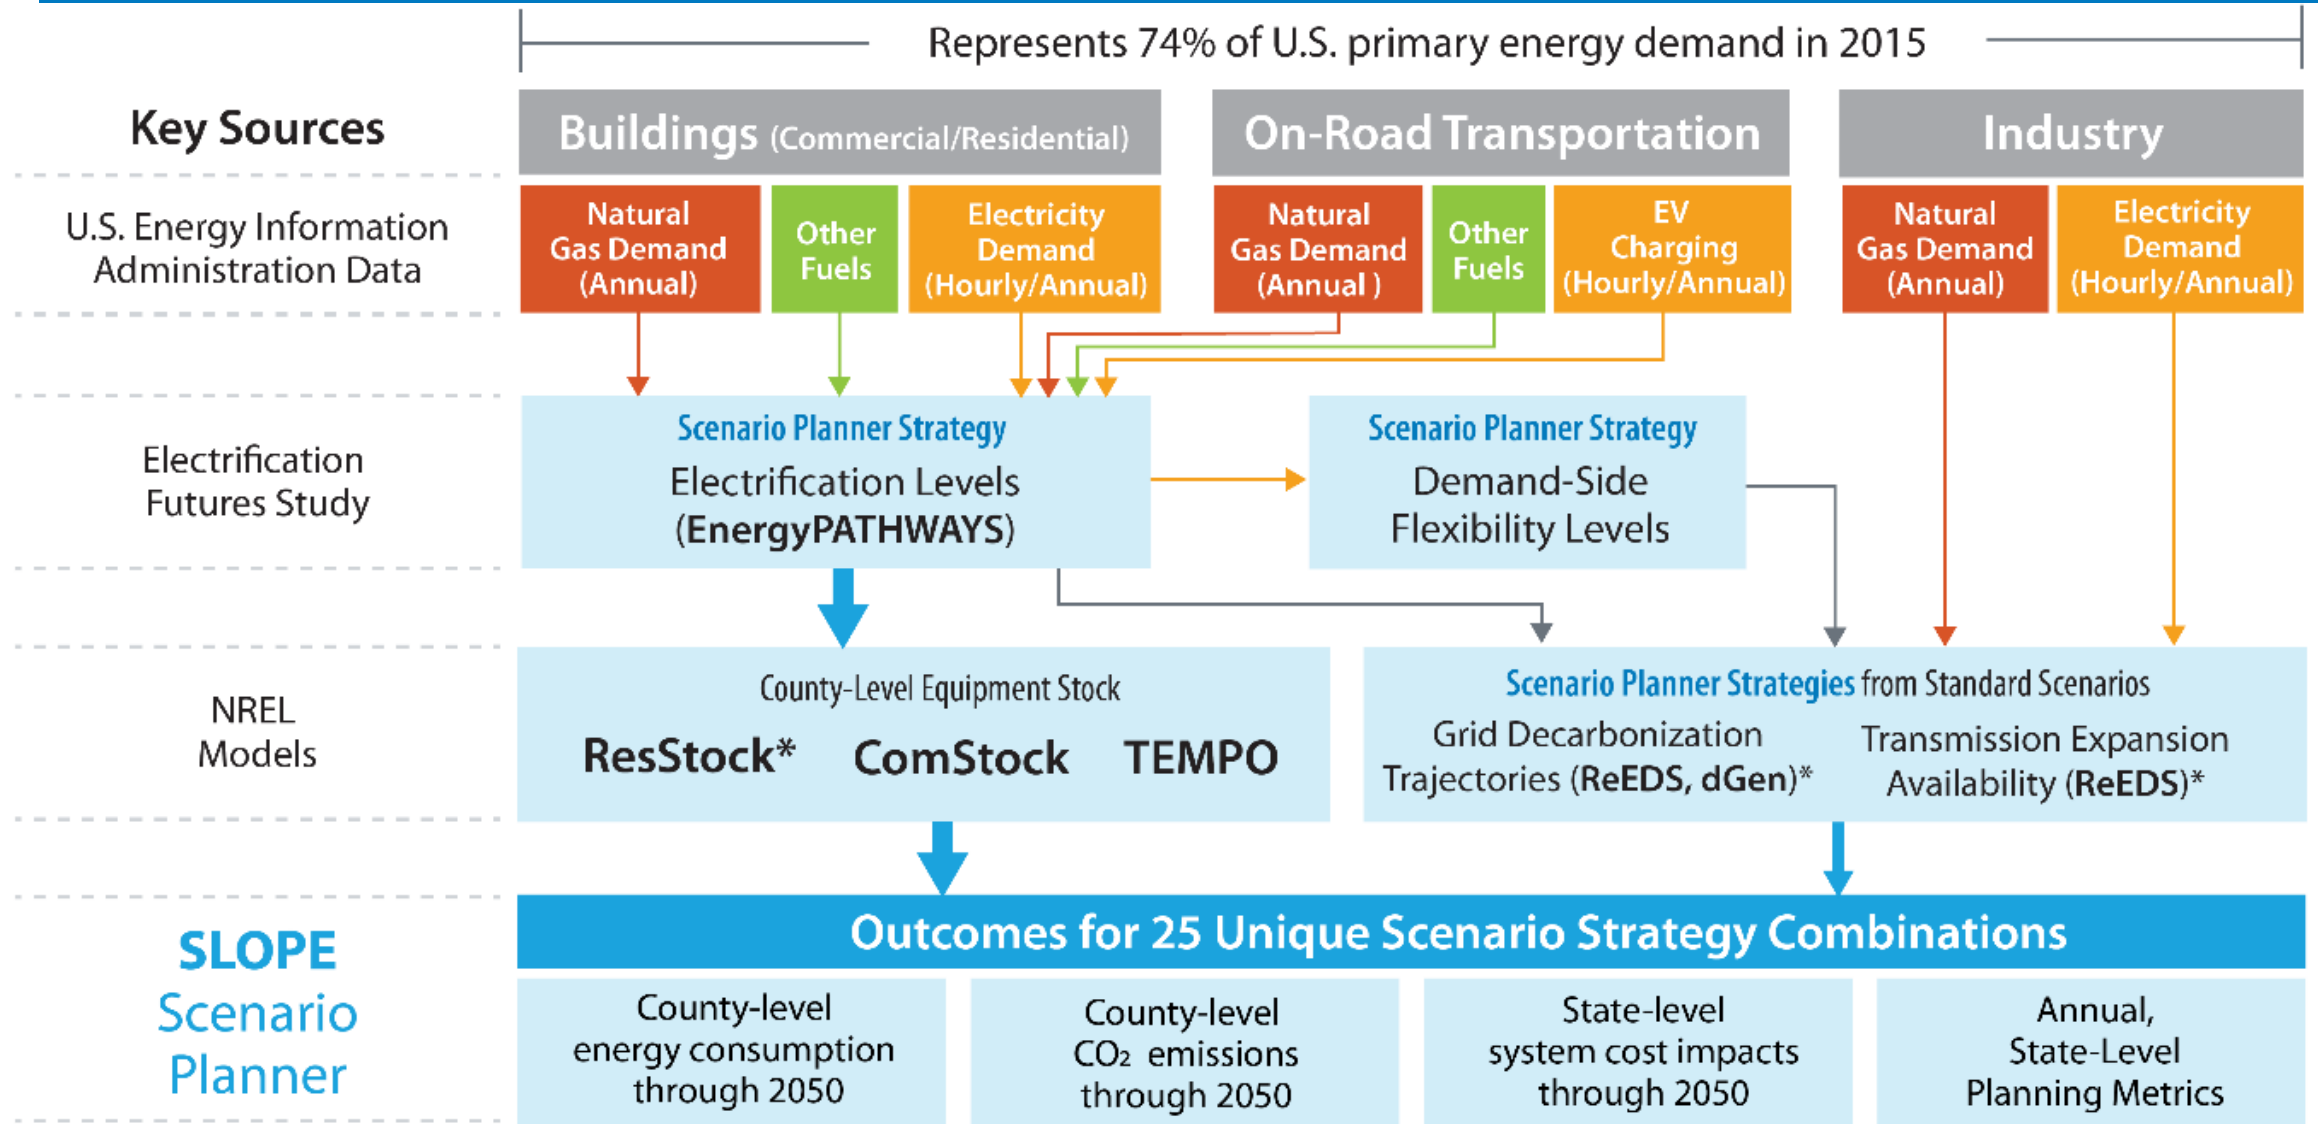 Represents 74% of U.S. primary energy demand in 2015
Key Sources
Buildings (Commercial/Residential)
On-Road Transportation
Industry
U.S. Energy Information
Administration Data
Natural
Gas Demand
(Annual)
Other
Fuels
Electricity
Demand
(Hourly/Annual)
Natural
Gas Demand
(Annual )
Other
Fuels
EV
Charging
(Hourly/Annual)
Natural
Gas Demand
(Annual)
Electricity
Demand
(Hourly/Annual)
Electrification
Futures Study
Scenario Planner Strategy
Electrification Levels
(EnergyPATHWAYS)
Scenario Planner Strategy
Demand-Side
Flexibility Levels
NREL
Models
County-Level Equipment Stock
ResStock* ComStock TEMPO
Scenario Planner Strategies from Standard Scenarios
Grid Decarbonization
Trajectories (ReEDS, dGen)*
Transmission Expansion
Availability (ReEDS)*
SLOPE
Scenario
Planner
Outcomes for 25 Unique Scenario Strategy Combinations
County-level
energy consumption
through 2050
County-level
CO₂ emissions
through 2050
State-level
system cost impacts
through 2050
Annual,
State-Level
Planning Metrics